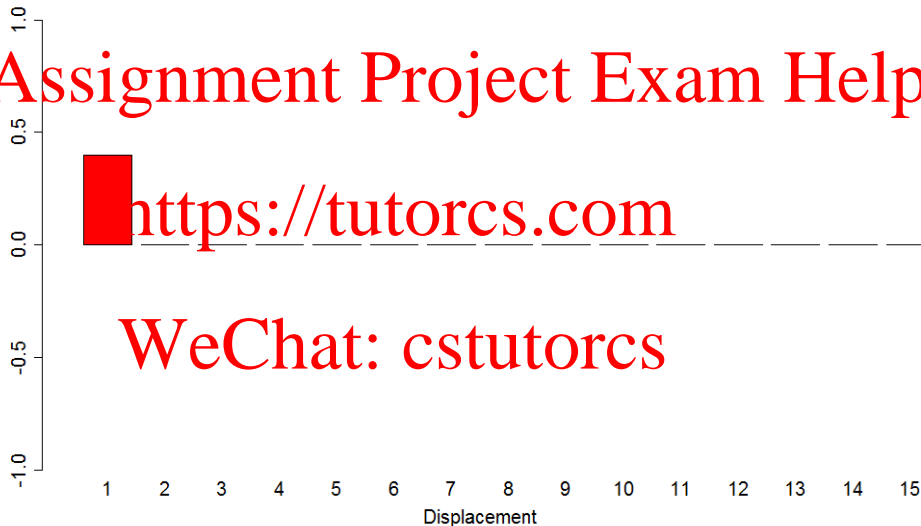 1.0
Assignment Project Exam Help
0.5
https://tutorcs.com
0.0
WeChat: cstutorcs
-0.5
-1.0
1 2 3 4 5 6 7 8 9 10 11 12 13 14 15
Displacement